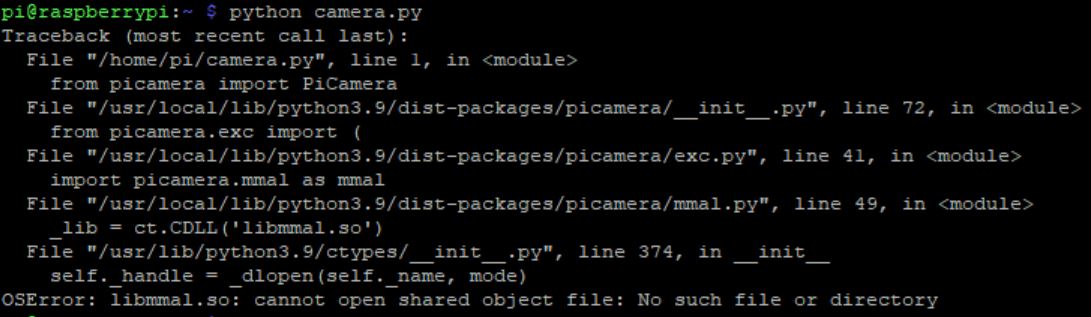 pi@raspberrypi:~ $ python camera.py
Traceback (most recent call last):
  File "/home/pi/camera.py", line 1, in <module>
    from picamera import PiCamera
  File "/usr/local/lib/python3.9/dist-packages/picamera/__init__.py", line 72, in <module>
    from picamera.exc import (
  File "/usr/local/lib/python3.9/dist-packages/picamera/exc.py", line 41, in <module>
    import picamera.mmal as mmal
  File "/usr/local/lib/python3.9/dist-packages/picamera/mmal.py", line 49, in <module>
    _lib = ct.CDLL('libmmal.so')
  File "/usr/lib/python3.9/ctypes/__init__.py", line 374, in __init__
    self._handle = _dlopen(self._name, mode)
OSError: libmmal.so: cannot open shared object file: No such file or directory